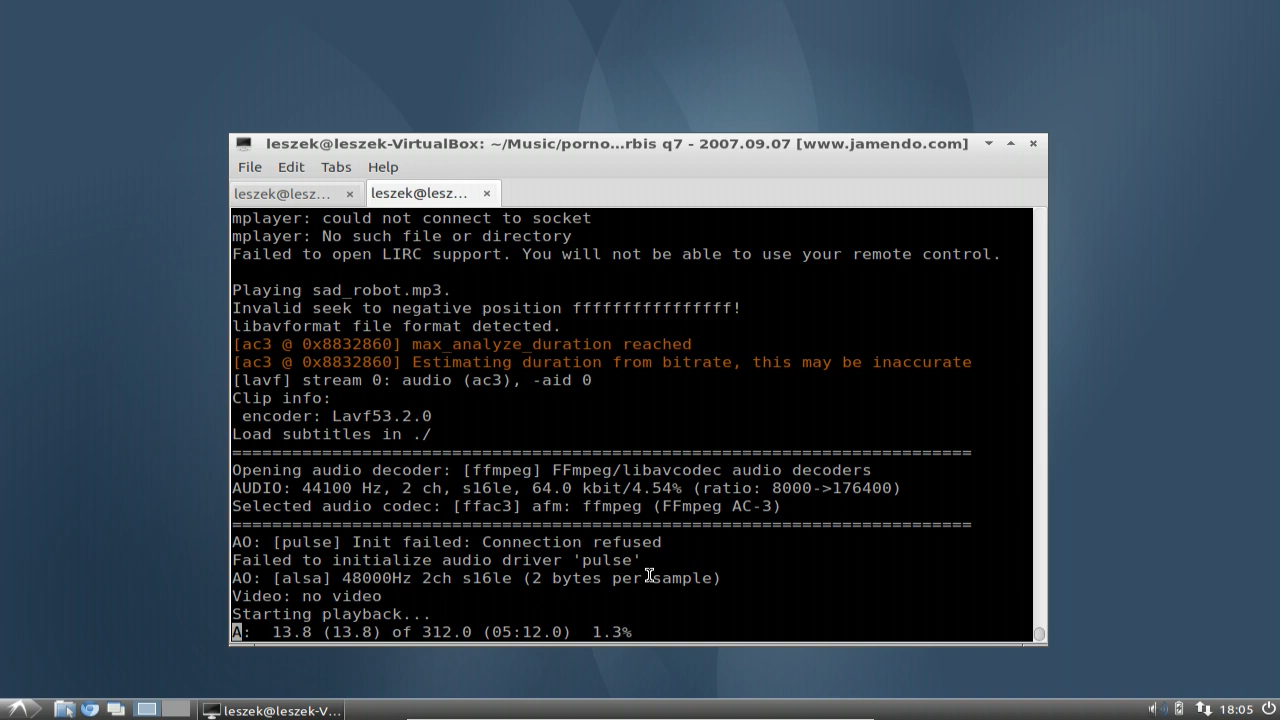 leszek@leszek-VirtualBox: ~/Music/porno...rbis q7 - 2007.09.07 [www.jamendo.com]
File Edit Tabs Help
leszek@lesz... leszek@lesz...
mplayer: could not connect to socket
mplayer: No such file or directory
Failed to open LIRC support. You will not be able to use your remote control.
Playing sad_robot.mp3.
Invalid seek to negative position ffffffffffffffff!
libavformat file format detected.
[ac3 @ 0x8832860] max_analyze_duration reached
[ac3 @ 0x8832860] Estimating duration from bitrate, this may be inaccurate
[lavf] stream 0: audio (ac3), -aid 0
Clip info:
encoder: Lavf53.2.0
Load subtitles in ./
==========================================================================
Opening audio decoder: [ffmpeg] FFmpeg/libavcodec audio decoders
AUDIO: 44100 Hz, 2 ch, s16le, 64.0 kbit/4.54% (ratio: 8000->176400)
Selected audio codec: [ffac3] afm: ffmpeg (FFmpeg AC-3)
==========================================================================
AO: [pulse] Init failed: Connection refused
Failed to initialize audio driver 'pulse'
AO: [alsa] 48000Hz 2ch s16le (2 bytes per sample)
Video: no video
Starting playback...
A: 13.8 (13.8) of 312.0 (05:12.0) 1.3%
leszek@leszek-V... 18:05